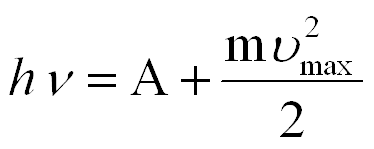 hν = A + mυ²max / 2